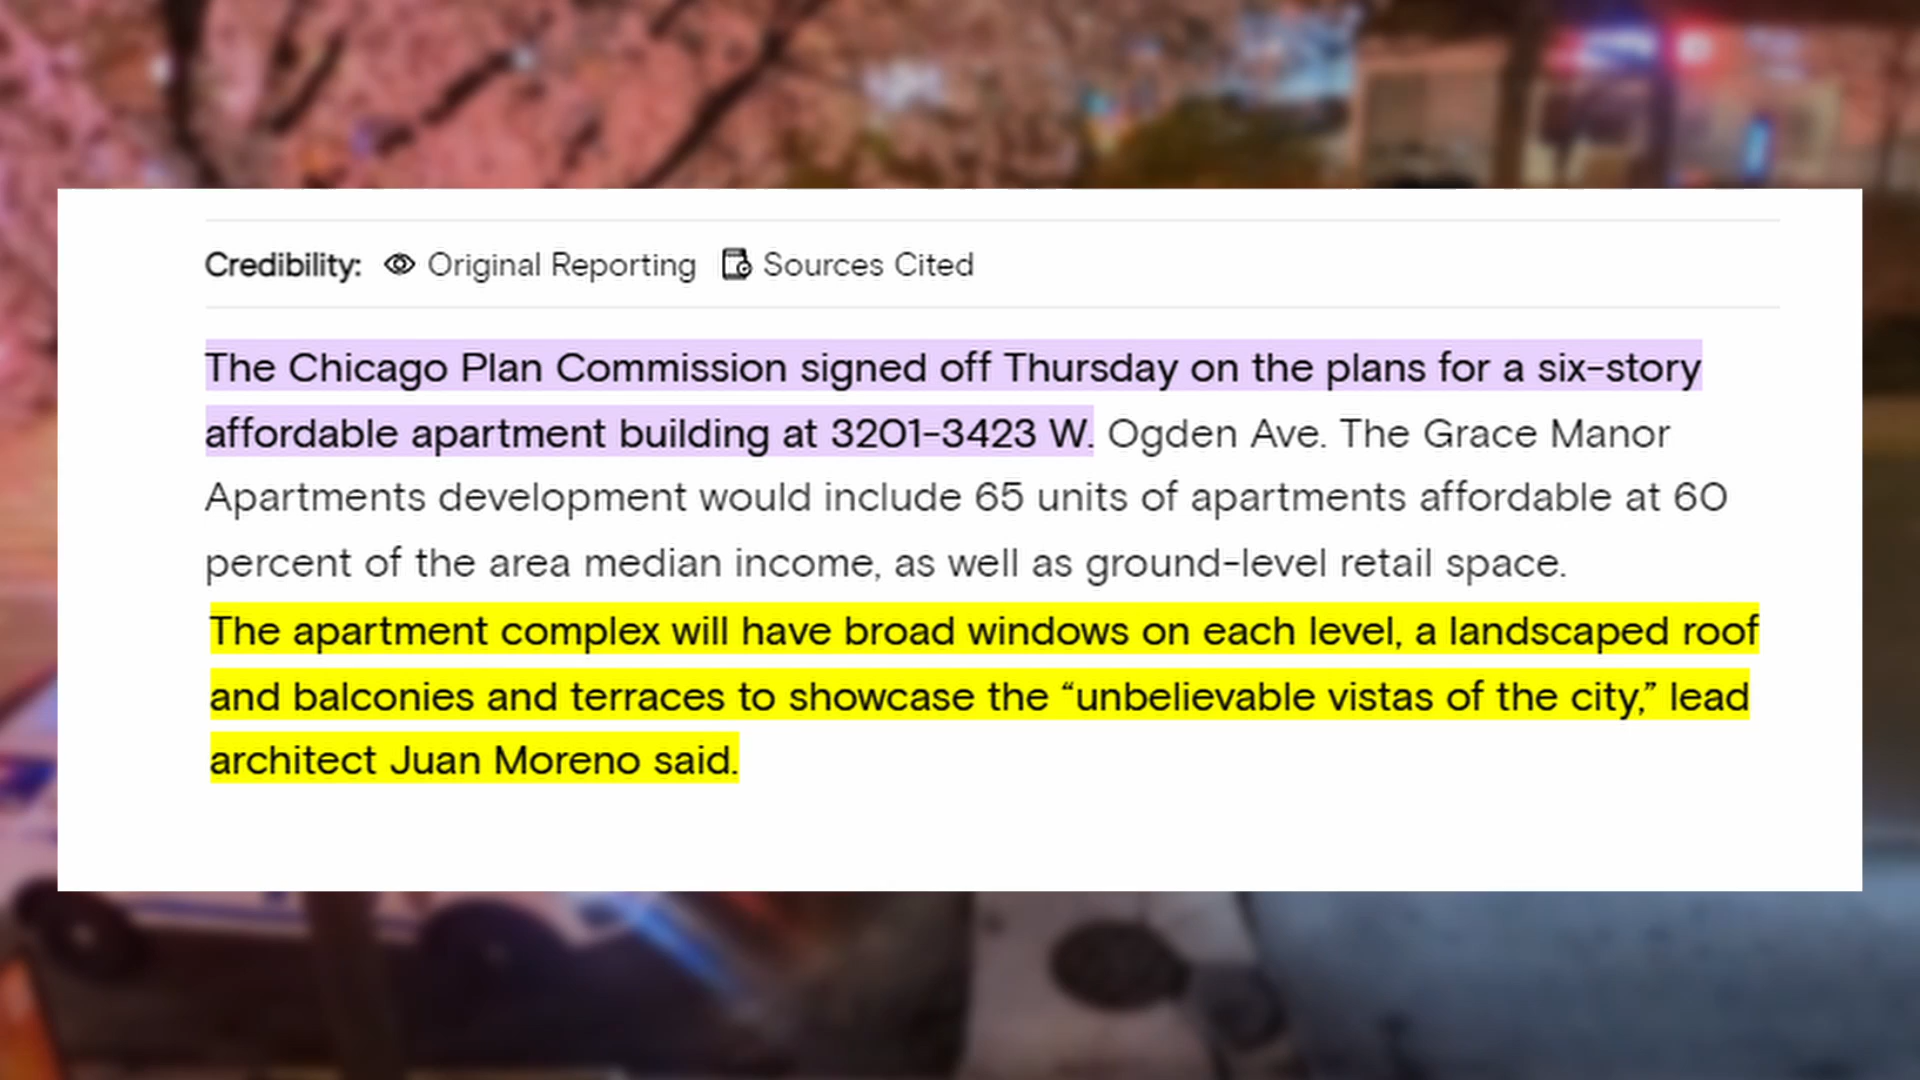 Credibility: Original Reporting Sources Cited
The Chicago Plan Commission signed off Thursday on the plans for a six-story
affordable apartment building at 3201-3423 W. Ogden Ave. The Grace Manor
Apartments development would include 65 units of apartments affordable at 60
percent of the area median income, as well as ground-level retail space.
The apartment complex will have broad windows on each level, a landscaped roof
and balconies and terraces to showcase the “unbelievable vistas of the city,” lead
architect Juan Moreno said.